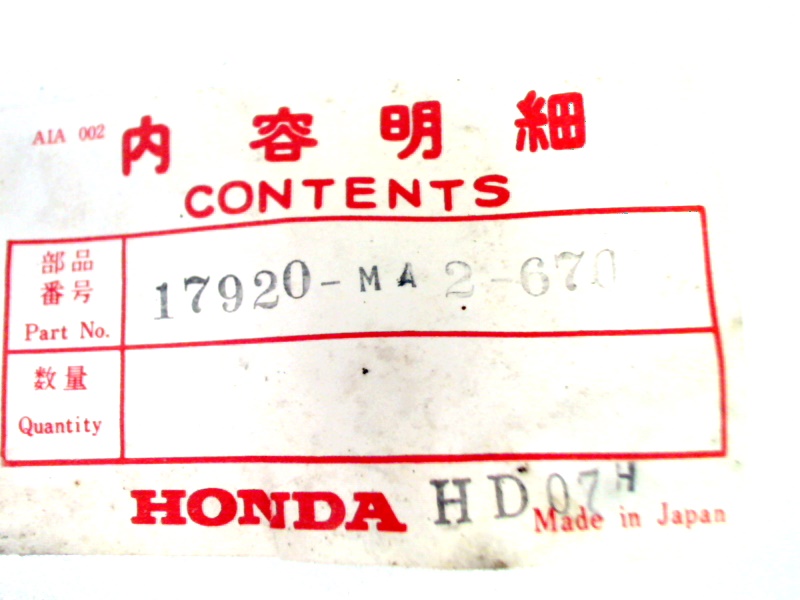 AIA 002
内容明細
CONTENTS
部品
番号
Part No.
17920-MA2-670
数量
Quantity
HONDA HD07H
Made in Japan